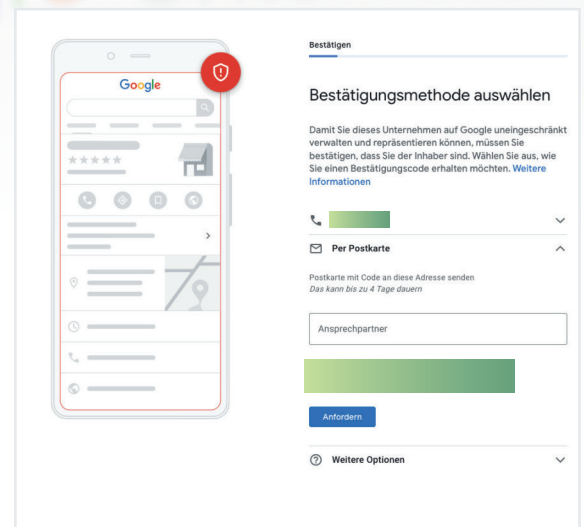 Google
Bestätigen
Bestätigungsmethode auswählen
Damit Sie dieses Unternehmen auf Google uneingeschränkt
verwalten und repräsentieren können, müssen Sie
bestätigen, dass Sie der Inhaber sind. Wählen Sie aus, wie
Sie einen Bestätigungscode erhalten möchten. Weitere
Informationen
Per Postkarte
Postkarte mit Code an diese Adresse senden
Das kann bis zu 4 Tage dauern
Ansprechpartner
Anfordern
Weitere Optionen